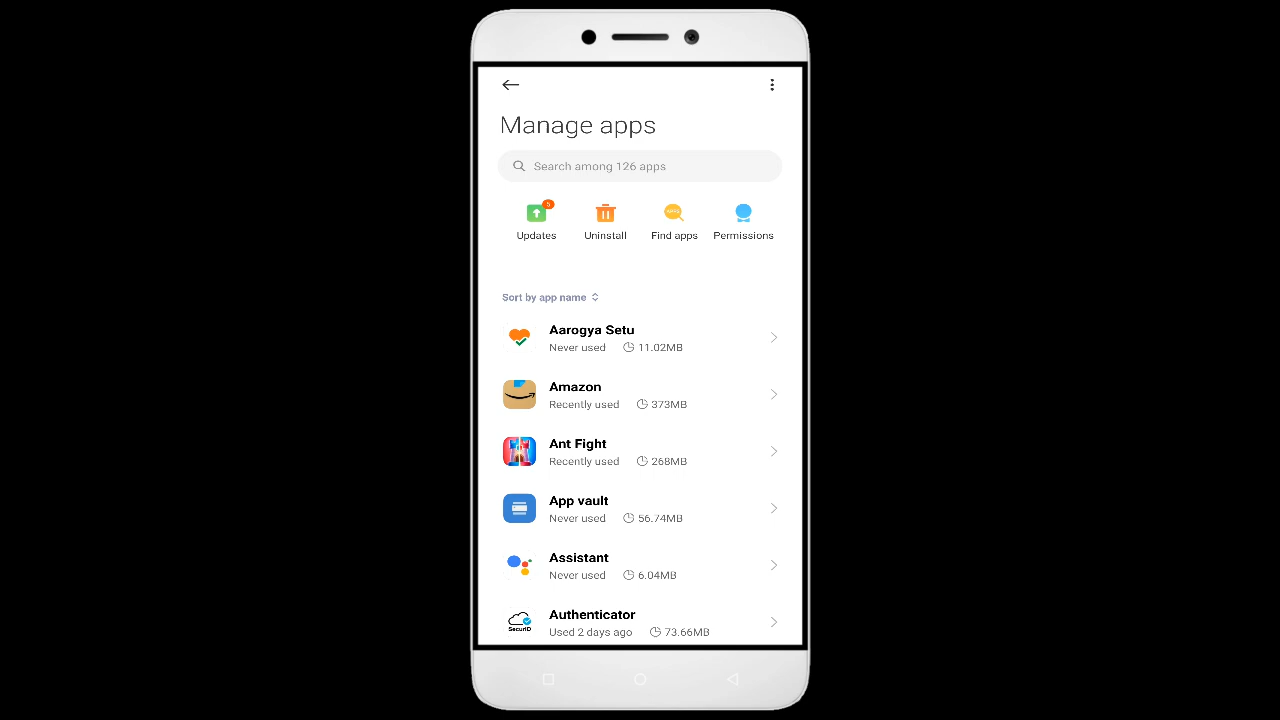 Manage apps
Search among 126 apps
5
Updates Uninstall Find apps Permissions
Sort by app name
Aarogya Setu
Never used 11.02MB
Amazon
Recently used 373MB
Ant Fight
Recently used 268MB
App vault
Never used 56.74MB
Assistant
Never used 6.04MB
Authenticator
SecurID
Used 2 days ago 73.66MB